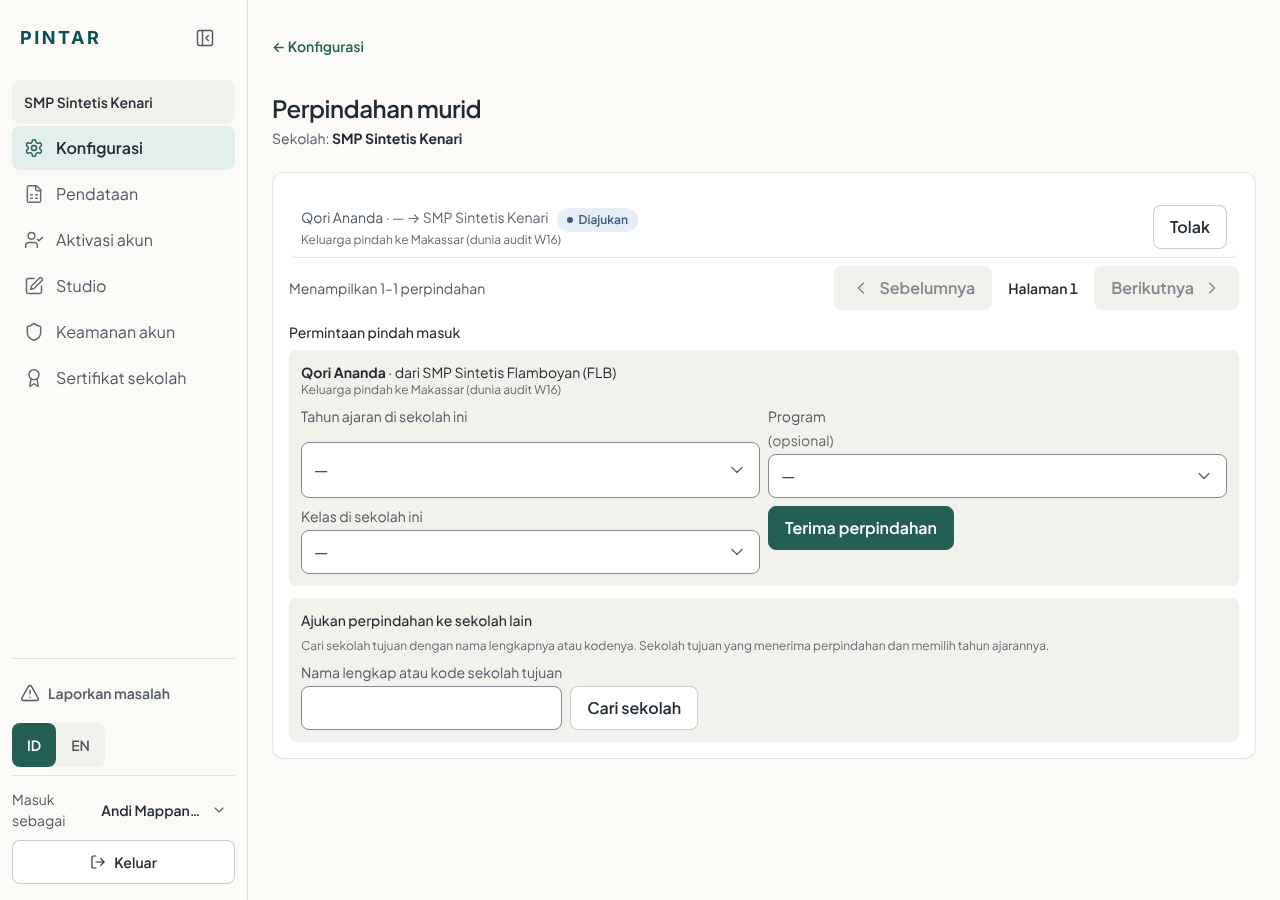 PINTAR
SMP Sintetis Kenari
Konfigurasi
Pendataan
Aktivasi akun
Studio
Keamanan akun
Sertifikat sekolah
Laporkan masalah
ID EN
Masuk sebagai
Andi Mappan…
Keluar
← Konfigurasi
Perpindahan murid
Sekolah: SMP Sintetis Kenari
Qori Ananda · — → SMP Sintetis Kenari Diajukan
Keluarga pindah ke Makassar (dunia audit W16)
Tolak
Menampilkan 1–1 perpindahan
Sebelumnya
Halaman 1
Berikutnya
Permintaan pindah masuk
Qori Ananda · dari SMP Sintetis Flamboyan (FLB)
Keluarga pindah ke Makassar (dunia audit W16)
Tahun ajaran di sekolah ini
—
Program
(opsional)
—
Kelas di sekolah ini
—
Terima perpindahan
Ajukan perpindahan ke sekolah lain
Cari sekolah tujuan dengan nama lengkapnya atau kodenya. Sekolah tujuan yang menerima perpindahan dan memilih tahun ajarannya.
Nama lengkap atau kode sekolah tujuan
Cari sekolah